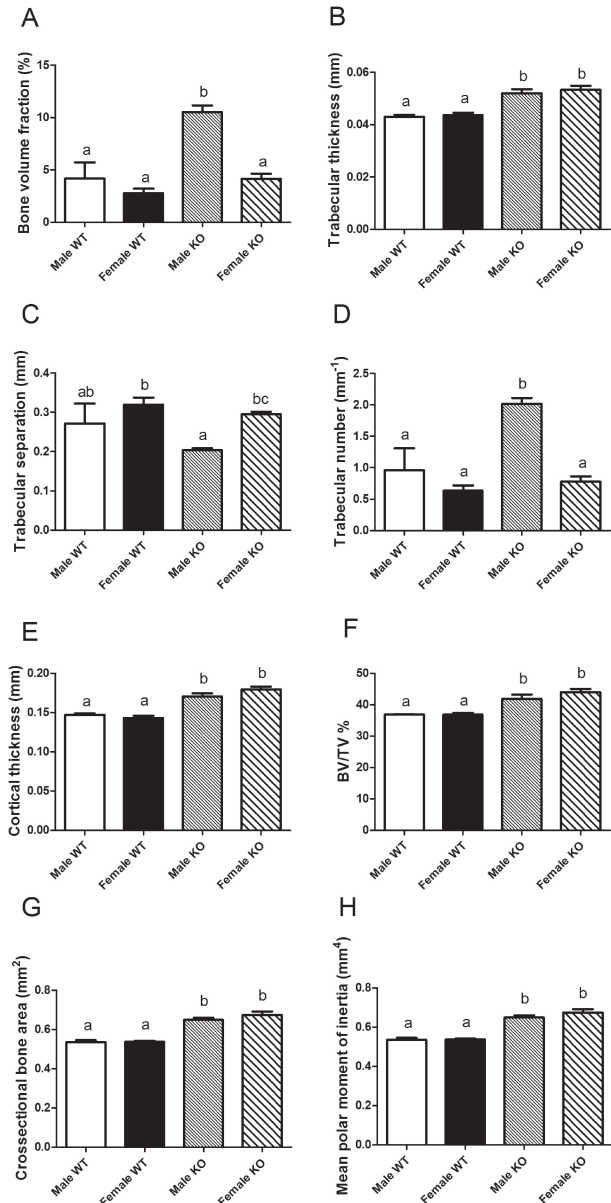 A
Bone volume fraction (%)
15
10
5
0
a
a
b
a
Male WT
Female WT
Male KO
Female KO
B
Trabecular thickness (mm)
0.06
0.04
0.02
0.00
a
a
b
b
Male WT
Female WT
Male KO
Female KO
C
Trabecular separation (mm)
0.4
0.3
0.2
0.1
0.0
ab
b
a
bc
Male WT
Female WT
Male KO
Female KO
D
Trabecular number (mm-1)
2.5
2.0
1.5
1.0
0.5
0.0
a
a
b
a
Male WT
Female WT
Male KO
Female KO
E
Cortical thickness (mm)
0.20
0.15
0.10
0.05
0.00
a
a
b
b
Male WT
Female WT
Male KO
Female KO
F
BV/TV %
50
40
30
20
10
0
a
a
b
b
Male WT
Female WT
Male KO
Female KO
G
Crossectional bone area (mm²)
0.8
0.6
0.4
0.2
0.0
a
a
b
b
Male WT
Female WT
Male KO
Female KO
H
Mean polar moment of inertia (mm⁴)
0.8
0.6
0.4
0.2
0.0
a
a
b
b
Male WT
Female WT
Male KO
Female KO